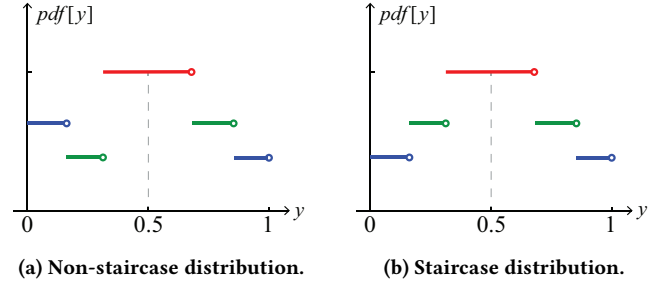 pdf[y]
0
0.5
1
y
(a) Non-staircase distribution.
pdf[y]
0
0.5
1
y
(b) Staircase distribution.